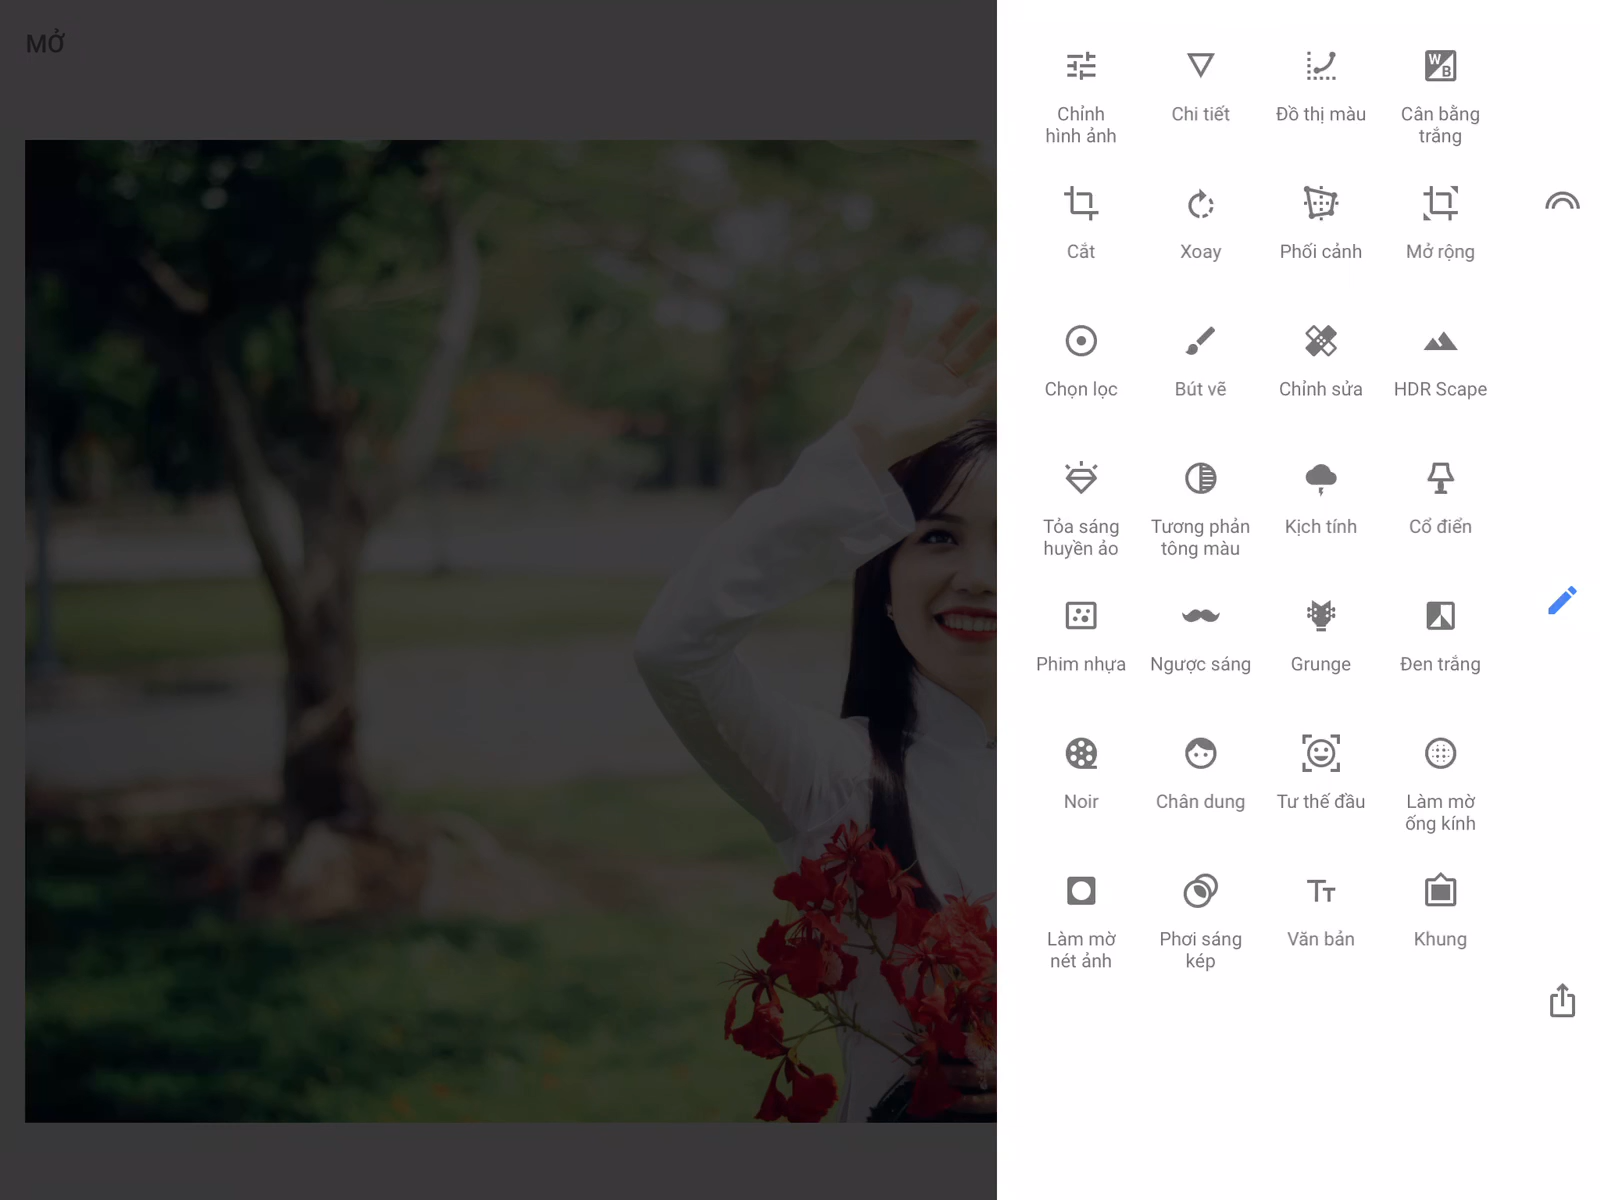 MỞ
Chỉnh
hình ảnh
Chi tiết
Đồ thị màu
Cân bằng
trắng
Cắt
Xoay
Phối cảnh
Mở rộng
Chọn lọc
Bút vẽ
Chỉnh sửa
HDR Scape
Tỏa sáng
huyền ảo
Tương phản
tông màu
Kịch tính
Cổ điển
Phim nhựa
Ngược sáng
Grunge
Đen trắng
Noir
Chân dung
Tư thế đầu
Làm mờ
ống kính
Làm mờ
nét ảnh
Phơi sáng
kép
Văn bản
Khung